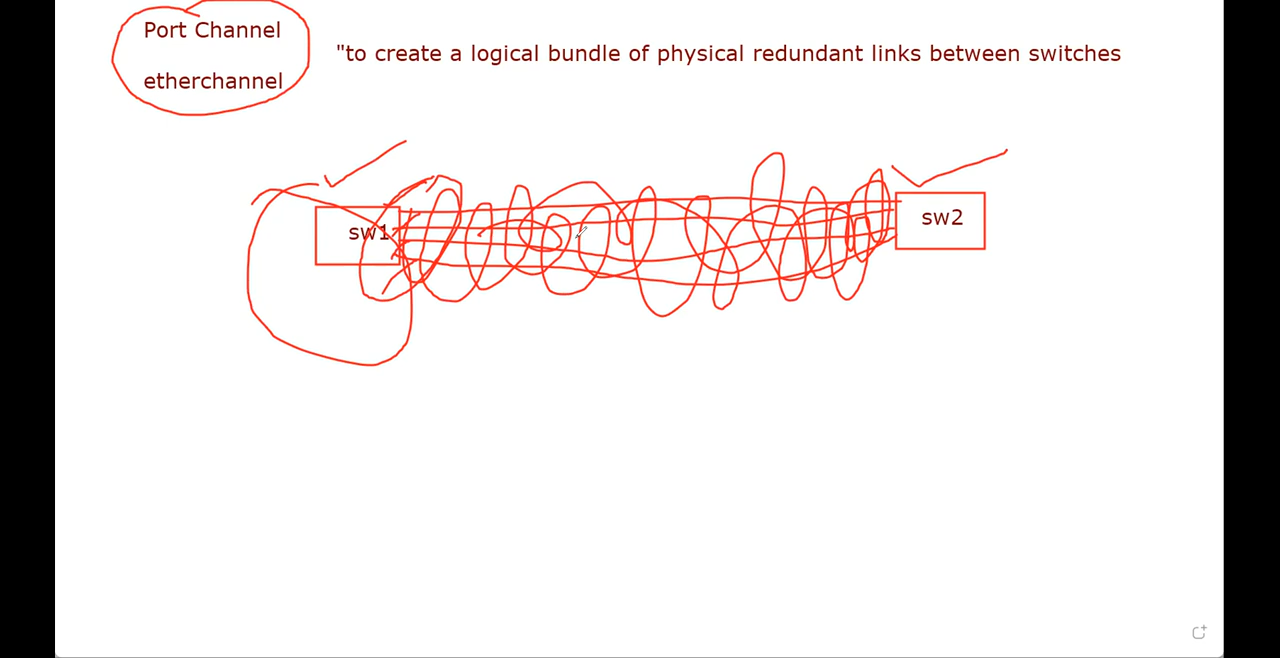 Port Channel
"to create a logical bundle of physical redundant links between switches
etherchannel
sw1
sw2